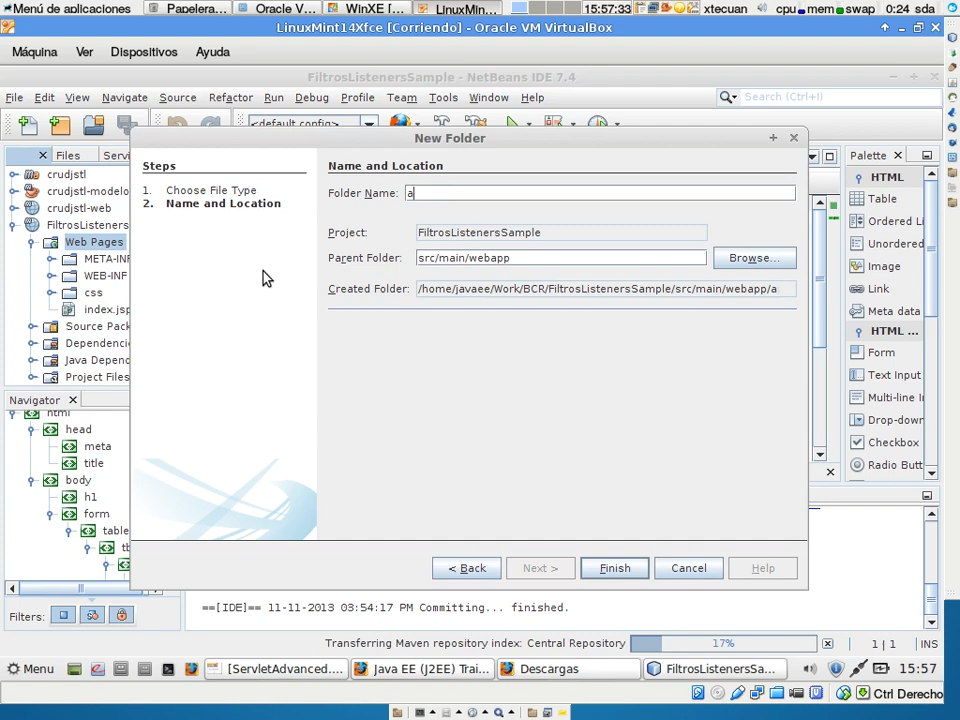 Menú de aplicaciones
Papelera...
Oracle V...
WinXE [...
LinuxMin...
15:57:33
xtecuan
cpu mem swap 0:24 sda
LinuxMint14Xfce [Corriendo] - Oracle VM VirtualBox
Máquina Ver Dispositivos Ayuda
FiltrosListenersSample - NetBeans IDE 7.4
File Edit View Navigate Source Refactor Run Debug Profile Team Tools Window Help
Search (Ctrl+I)
<default config>
New Folder
Files Servi
Palette
crudjstl
crudjstl-modelo
crudjstl-web
FiltrosListeners
Web Pages
META-INF
WEB-INF
css
index.jsp
Source Pack
Dependenci
Java Depend
Project Files
Steps
1. Choose File Type
2. Name and Location
Name and Location
Folder Name: a
Project: FiltrosListenersSample
Parent Folder: src/main/webapp
Browse...
Created Folder: /home/javaee/Work/BCR/FiltrosListenersSample/src/main/webapp/a
< Back
Next >
Finish
Cancel
Help
HTML
Table
Ordered Li
Unordered
Image
Link
Meta data
HTML ...
Form
Text Input
Multi-line I
Drop-down
Checkbox
Radio Butt
Navigator
html
head
meta
title
body
h1
form
table
tb
Filters:
==[IDE]== 11-11-2013 03:54:17 PM Committing... finished.
Transferring Maven repository index: Central Repository
17%
1 | 1 INS
Menu
[ServletAdvanced....
Java EE (J2EE) Trai...
Descargas
FiltrosListenersSa...
15:57
Ctrl Derecho